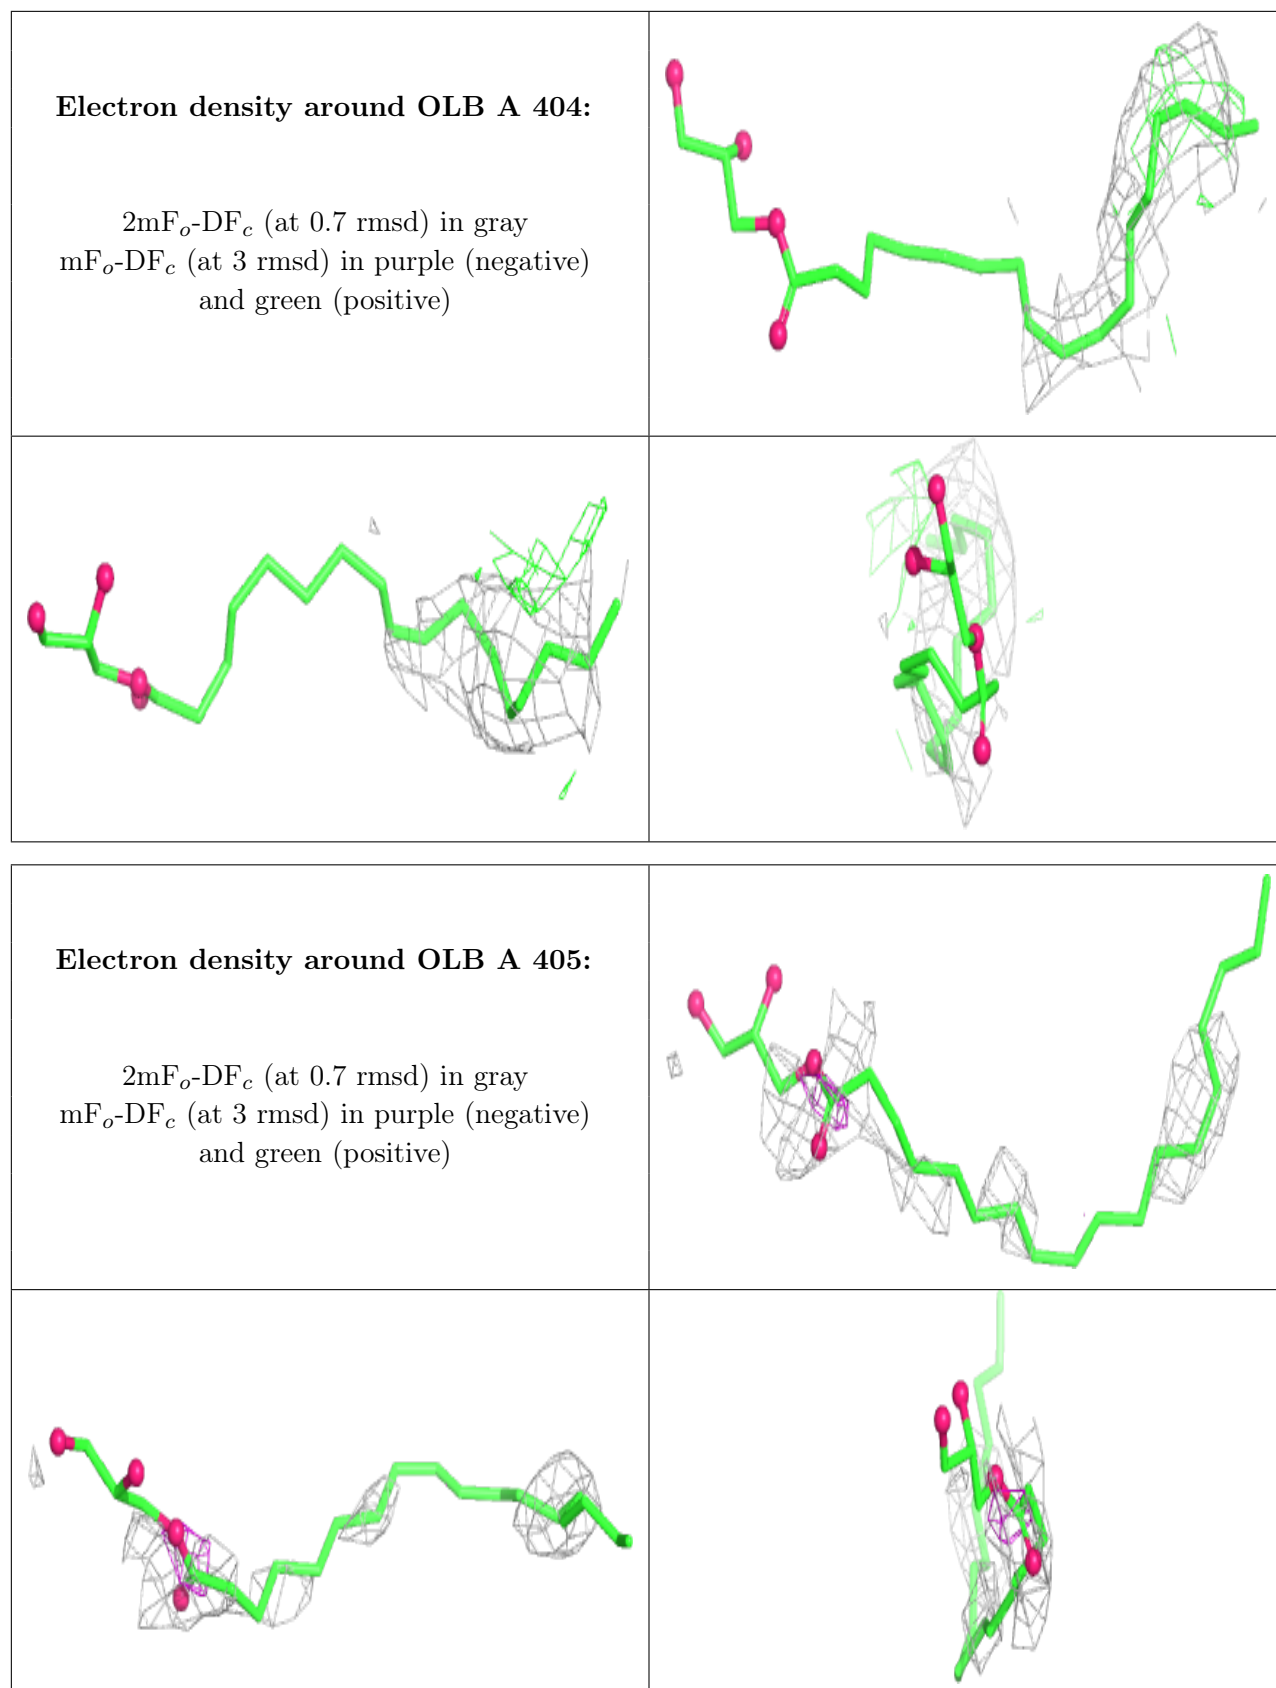 Electron density around OLB A 404:
2mFₒ-DF𝒸 (at 0.7 rmsd) in gray
mFₒ-DF𝒸 (at 3 rmsd) in purple (negative)
and green (positive)
Electron density around OLB A 405:
2mFₒ-DF𝒸 (at 0.7 rmsd) in gray
mFₒ-DF𝒸 (at 3 rmsd) in purple (negative)
and green (positive)